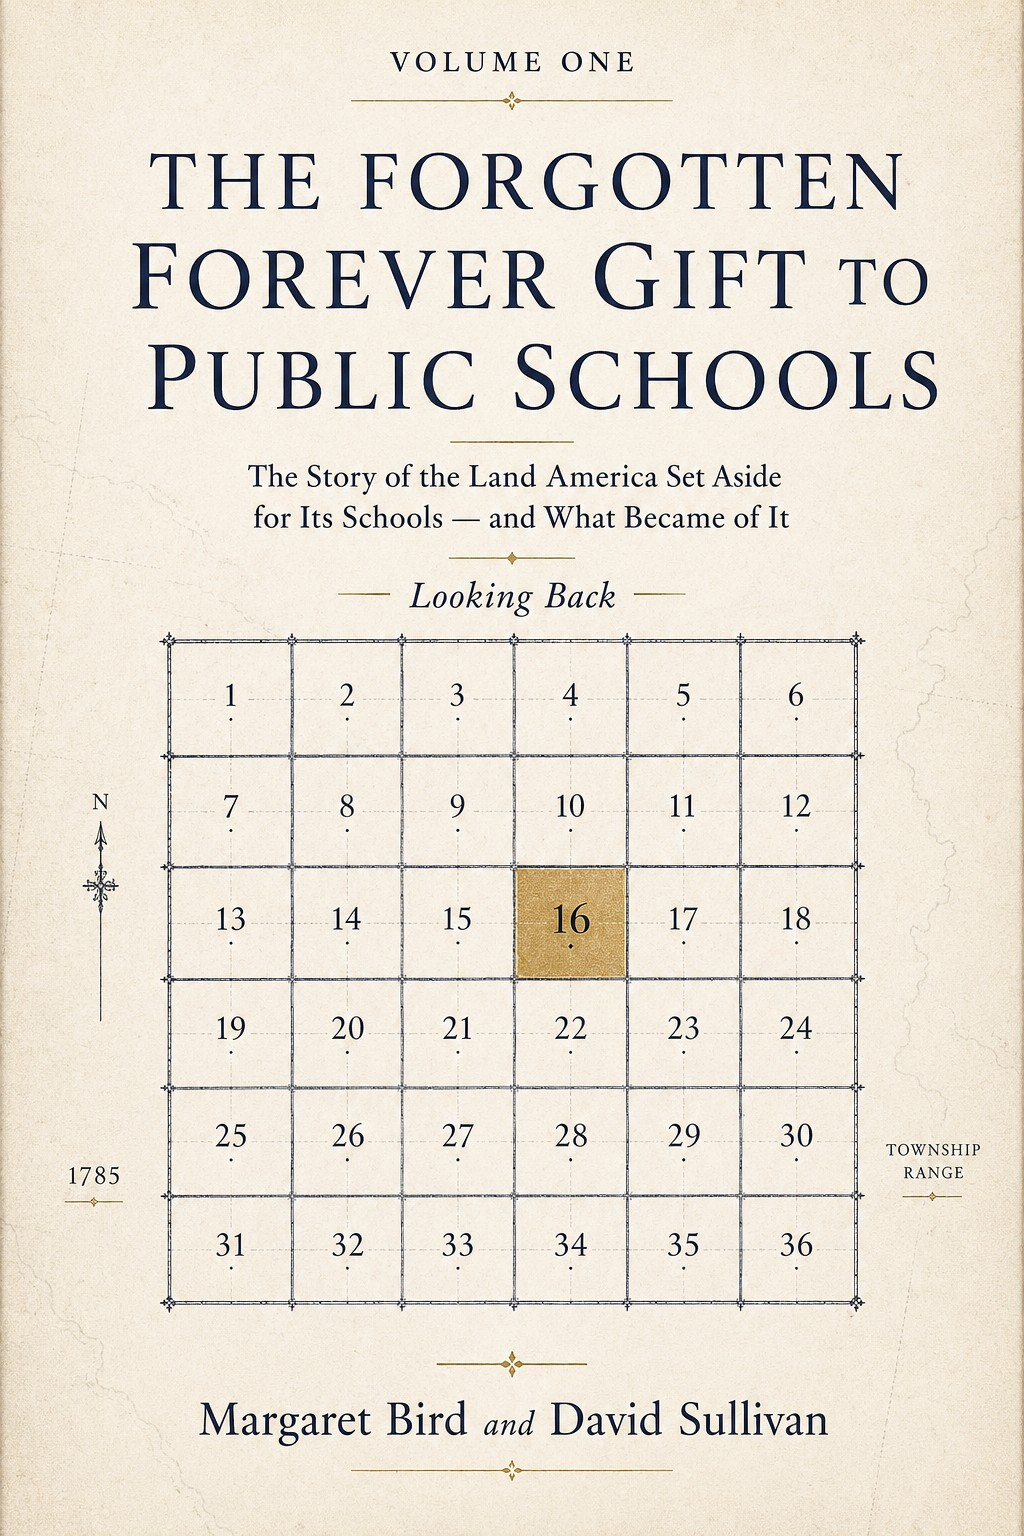 VOLUME ONE
THE FORGOTTEN
FOREVER GIFT TO
PUBLIC SCHOOLS
The Story of the Land America Set Aside
for Its Schools — and What Became of It
Looking Back
1 2 3 4 5 6
7 8 9 10 11 12
N
13 14 15 16 17 18
19 20 21 22 23 24
25 26 27 28 29 30
1785
TOWNSHIP
RANGE
31 32 33 34 35 36
Margaret Bird and David Sullivan